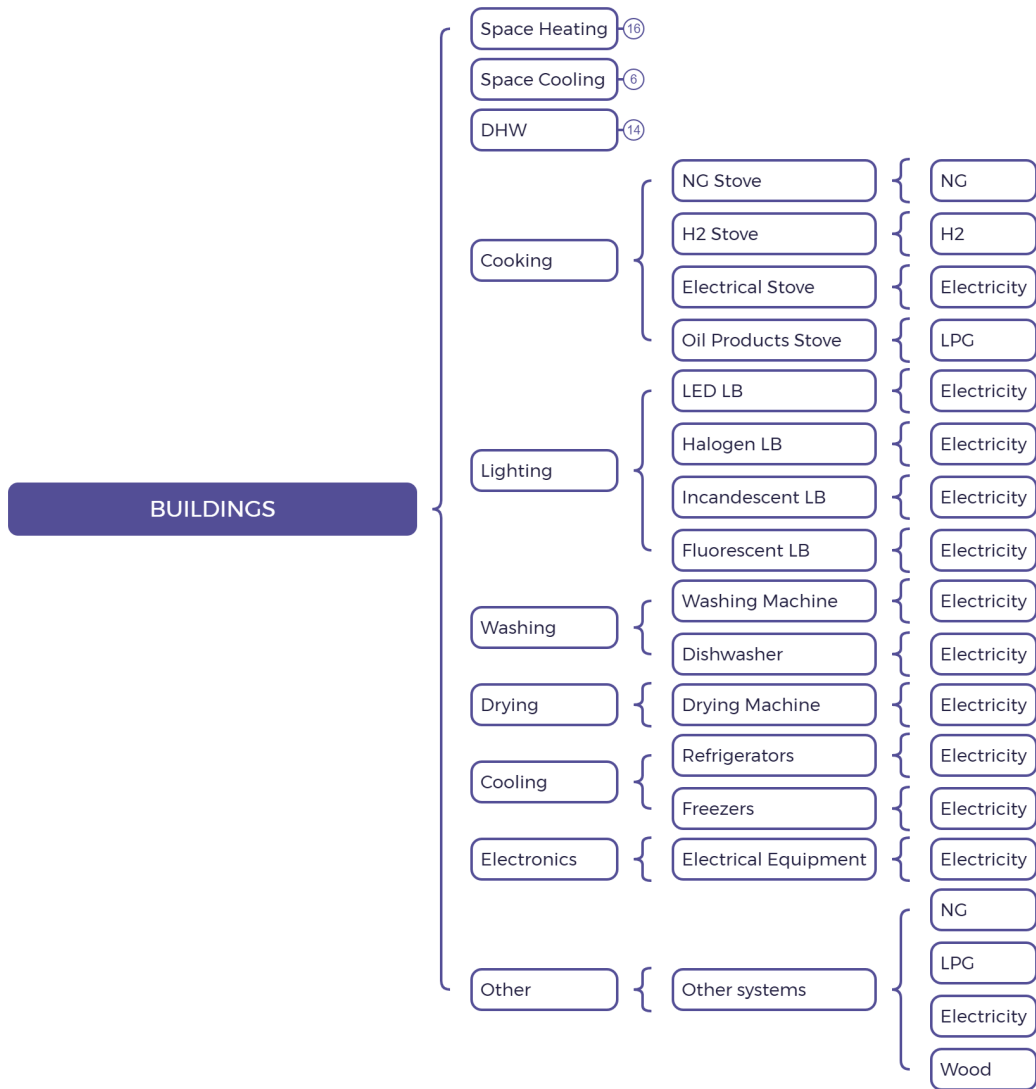 BUILDINGS
Space Heating 16
Space Cooling 6
DHW 14
Cooking
NG Stove NG
H2 Stove H2
Electrical Stove Electricity
Oil Products Stove LPG
Lighting
LED LB Electricity
Halogen LB Electricity
Incandescent LB Electricity
Fluorescent LB Electricity
Washing
Washing Machine Electricity
Dishwasher Electricity
Drying Drying Machine Electricity
Cooling
Refrigerators Electricity
Freezers Electricity
Electronics Electrical Equipment Electricity
Other Other systems
NG
LPG
Electricity
Wood